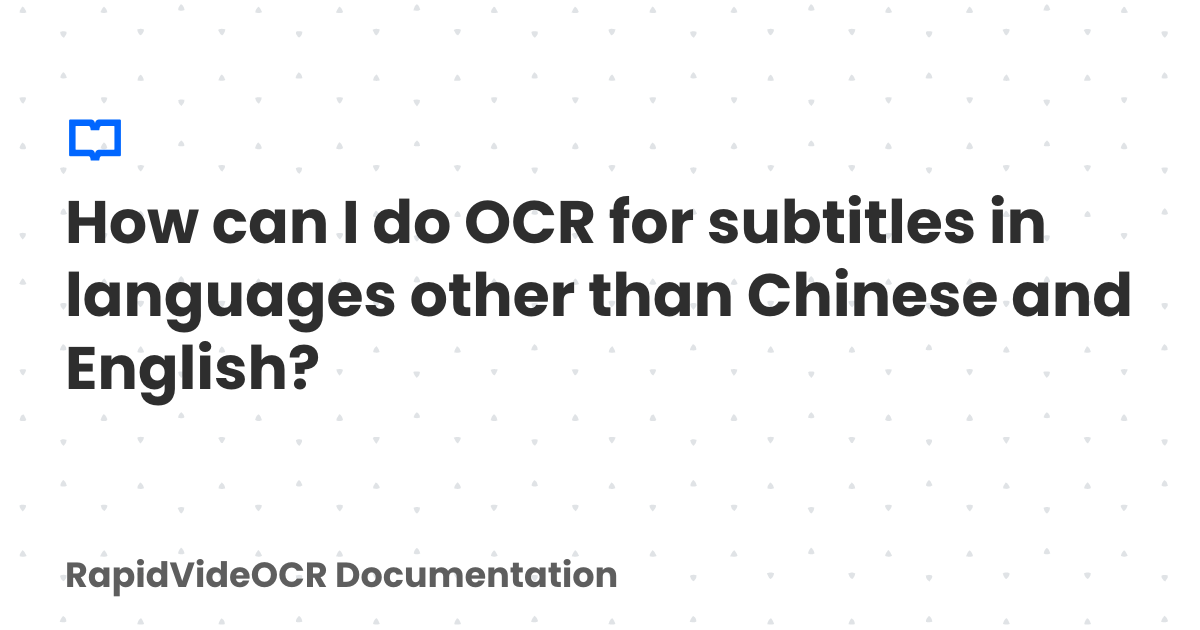 How can I do OCR for subtitles in
languages other than Chinese and
English?
RapidVideOCR Documentation